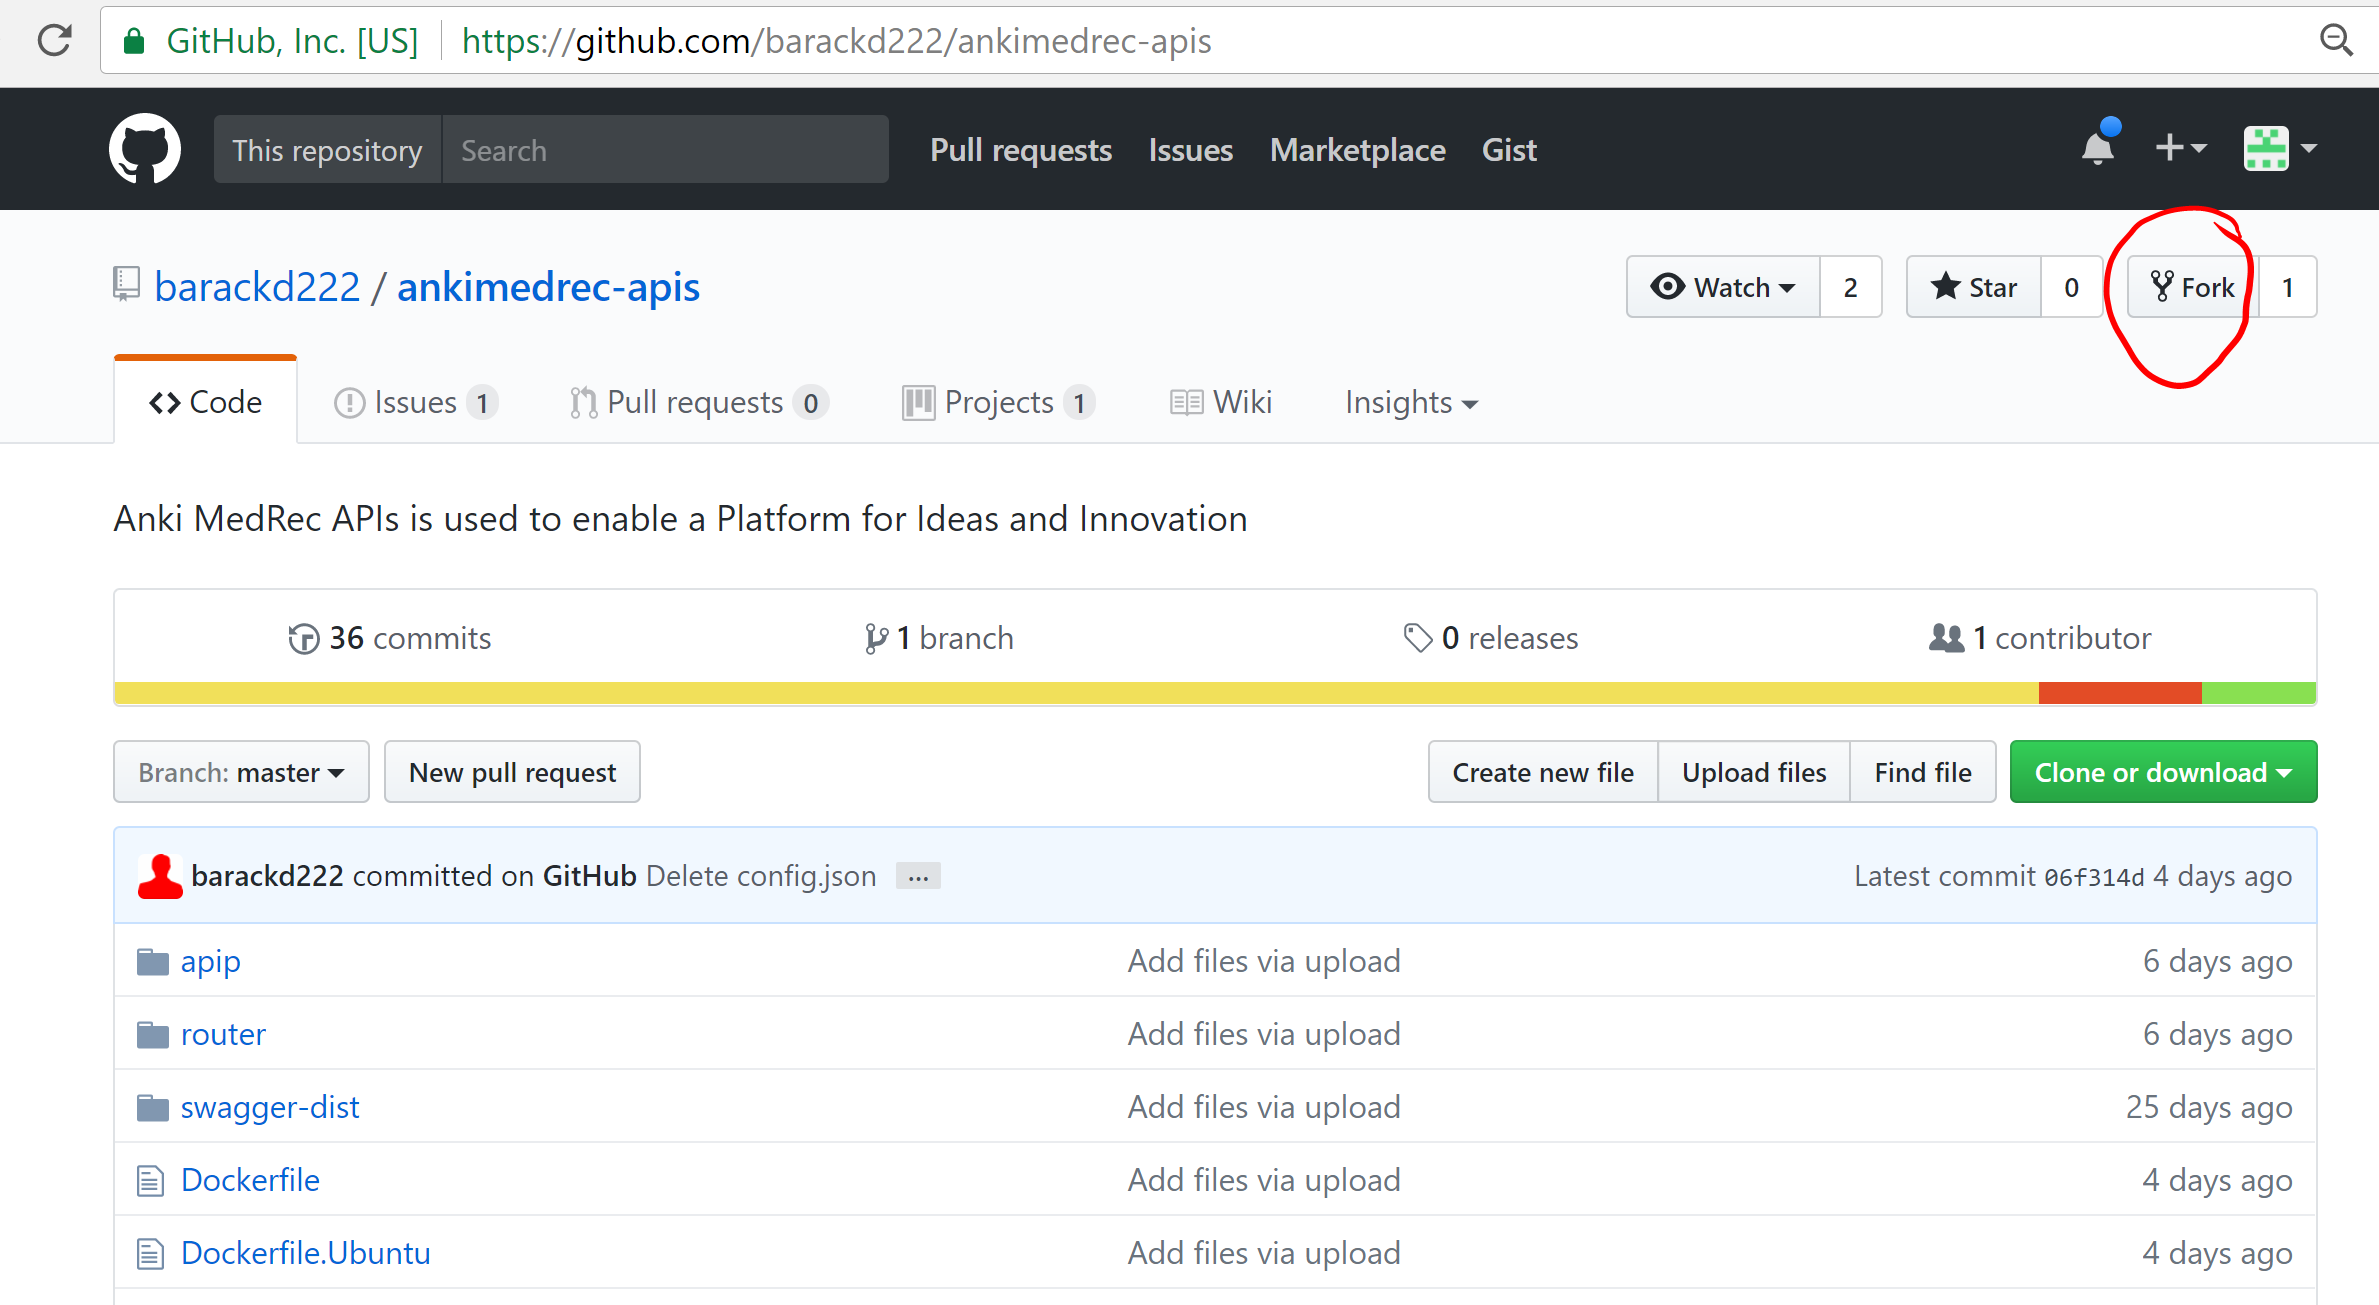 GitHub, Inc. [US] https://github.com/barackd222/ankimedrec-apis
This repository Search Pull requests Issues Marketplace Gist
barackd222 / ankimedrec-apis Watch 2 Star 0 Fork 1
Code Issues 1 Pull requests 0 Projects 1 Wiki Insights
Anki MedRec APIs is used to enable a Platform for Ideas and Innovation
36 commits 1 branch 0 releases 1 contributor
Branch: master New pull request Create new file Upload files Find file Clone or download
barackd222 committed on GitHub Delete config.json ... Latest commit 06f314d 4 days ago
apip Add files via upload 6 days ago
router Add files via upload 6 days ago
swagger-dist Add files via upload 25 days ago
Dockerfile Add files via upload 4 days ago
Dockerfile.Ubuntu Add files via upload 4 days ago